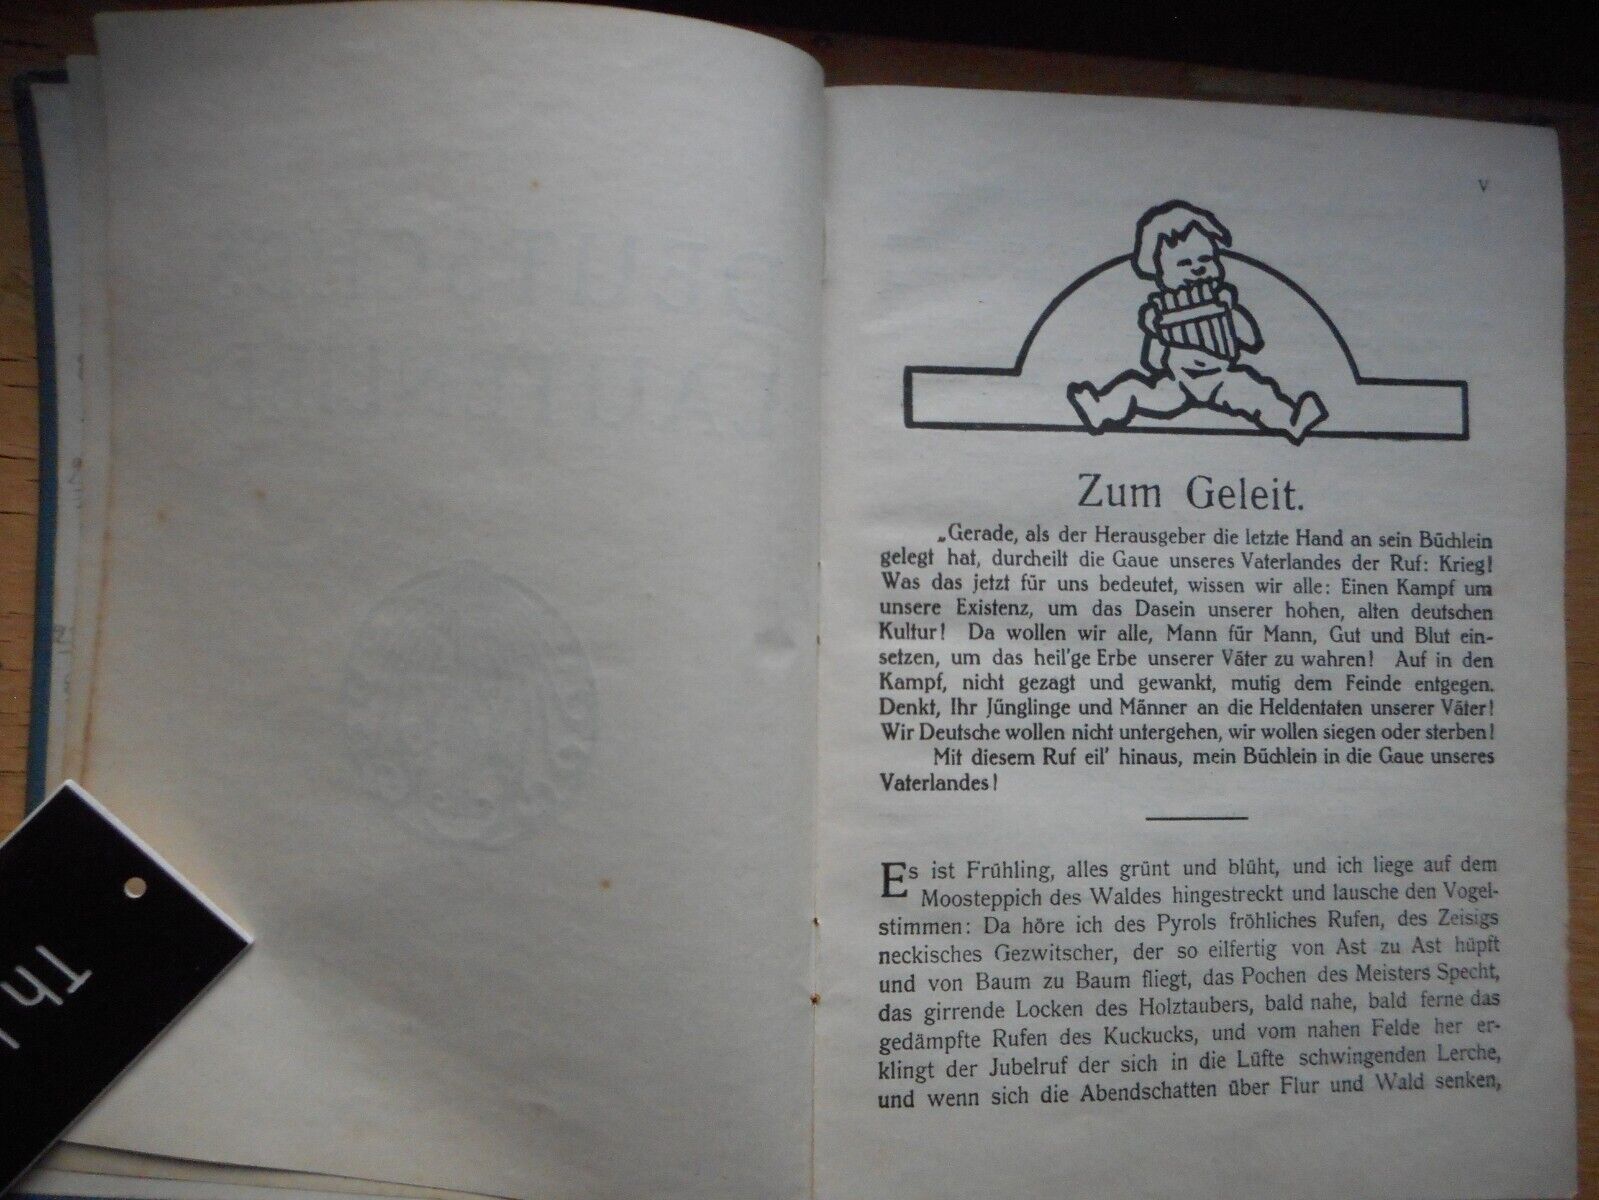 V
Zum Geleit.
„Gerade, als der Herausgeber die letzte Hand an sein Büchlein
gelegt hat, durcheilt die Gaue unseres Vaterlandes der Ruf: Krieg!
Was das jetzt für uns bedeutet, wissen wir alle: Einen Kampf um
unsere Existenz, um das Dasein unserer hohen, alten deutschen
Kultur! Da wollen wir alle, Mann für Mann, Gut und Blut ein-
setzen, um das heil'ge Erbe unserer Väter zu wahren! Auf in den
Kampf, nicht gezagt und gewankt, mutig dem Feinde entgegen.
Denkt, Ihr Jünglinge und Männer an die Heldentaten unserer Väter!
Wir Deutsche wollen nicht untergehen, wir wollen siegen oder sterben!
Mit diesem Ruf eil' hinaus, mein Büchlein in die Gaue unseres
Vaterlandes!
Es ist Frühling, alles grünt und blüht, und ich liege auf dem
Moosteppich des Waldes hingestreckt und lausche den Vogel-
stimmen: Da höre ich des Pyrols fröhliches Rufen, des Zeisigs
neckisches Gezwitscher, der so eilfertig von Ast zu Ast hüpft
und von Baum zu Baum fliegt, das Pochen des Meisters Specht,
das girrende Locken des Holztaubers, bald nahe, bald ferne das
gedämpfte Rufen des Kuckucks, und vom nahen Felde her er-
klingt der Jubelruf der sich in die Lüfte schwingenden Lerche,
und wenn sich die Abendschatten über Flur und Wald senken,
Th